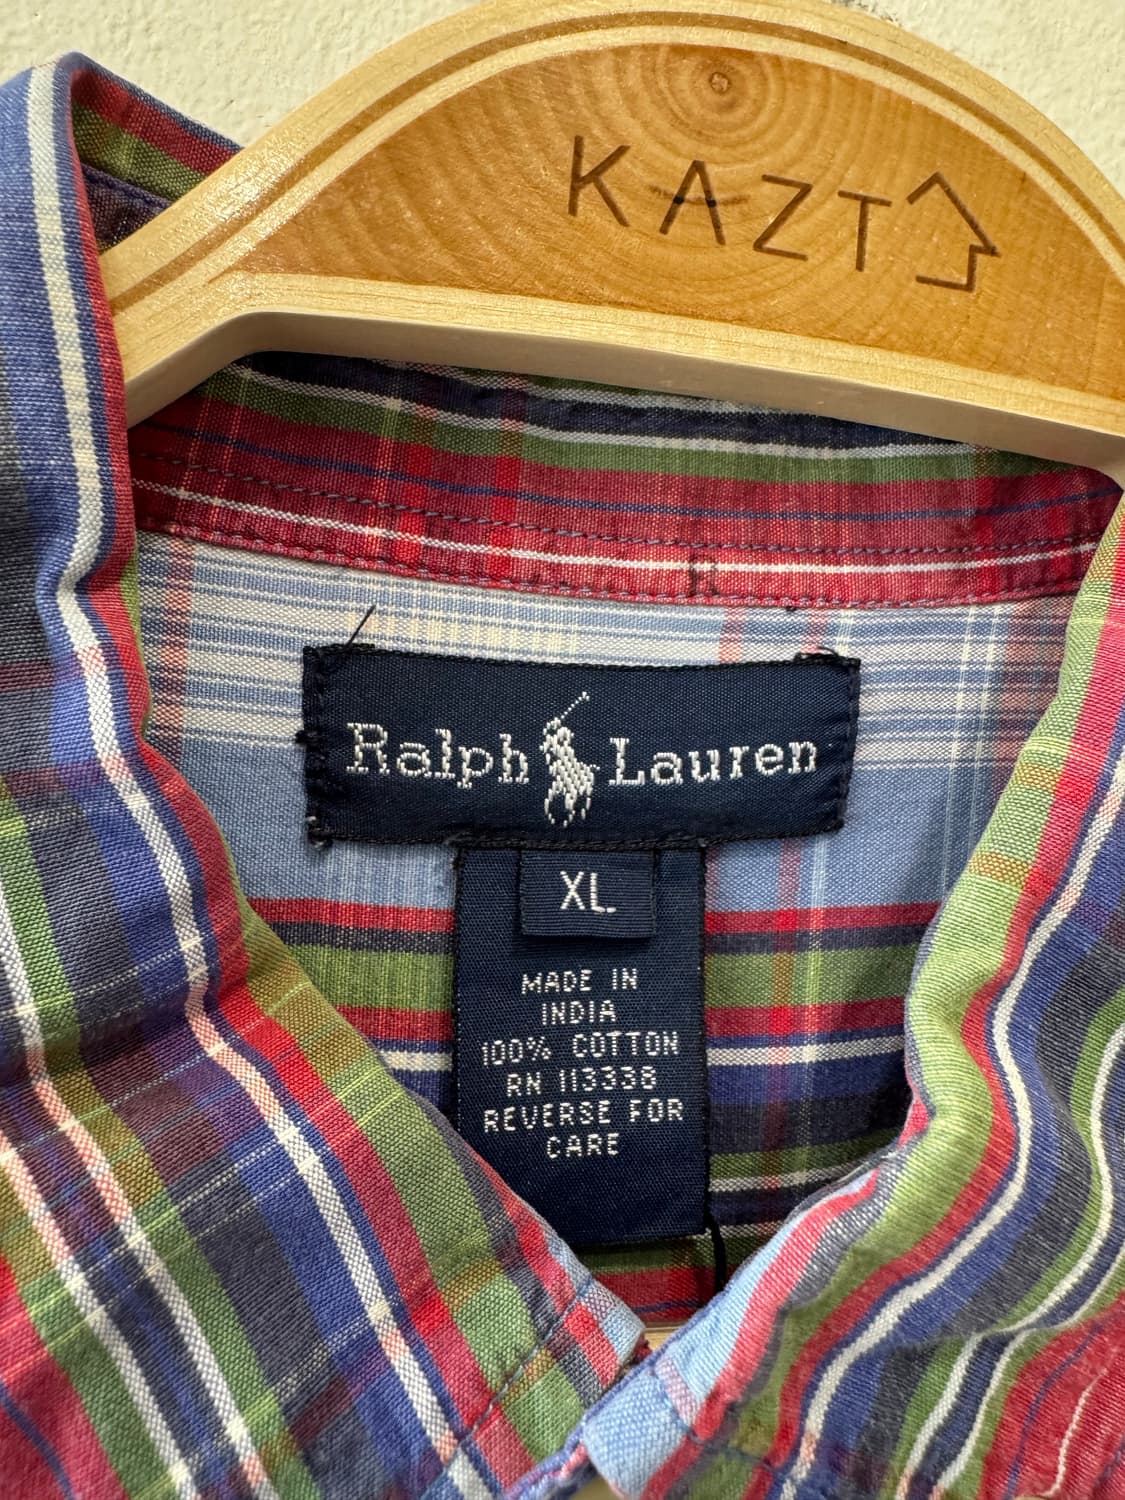 KAZT
Ralph Lauren
XL
MADE IN
INDIA
100% COTTON
RN 113338
REVERSE FOR
CARE